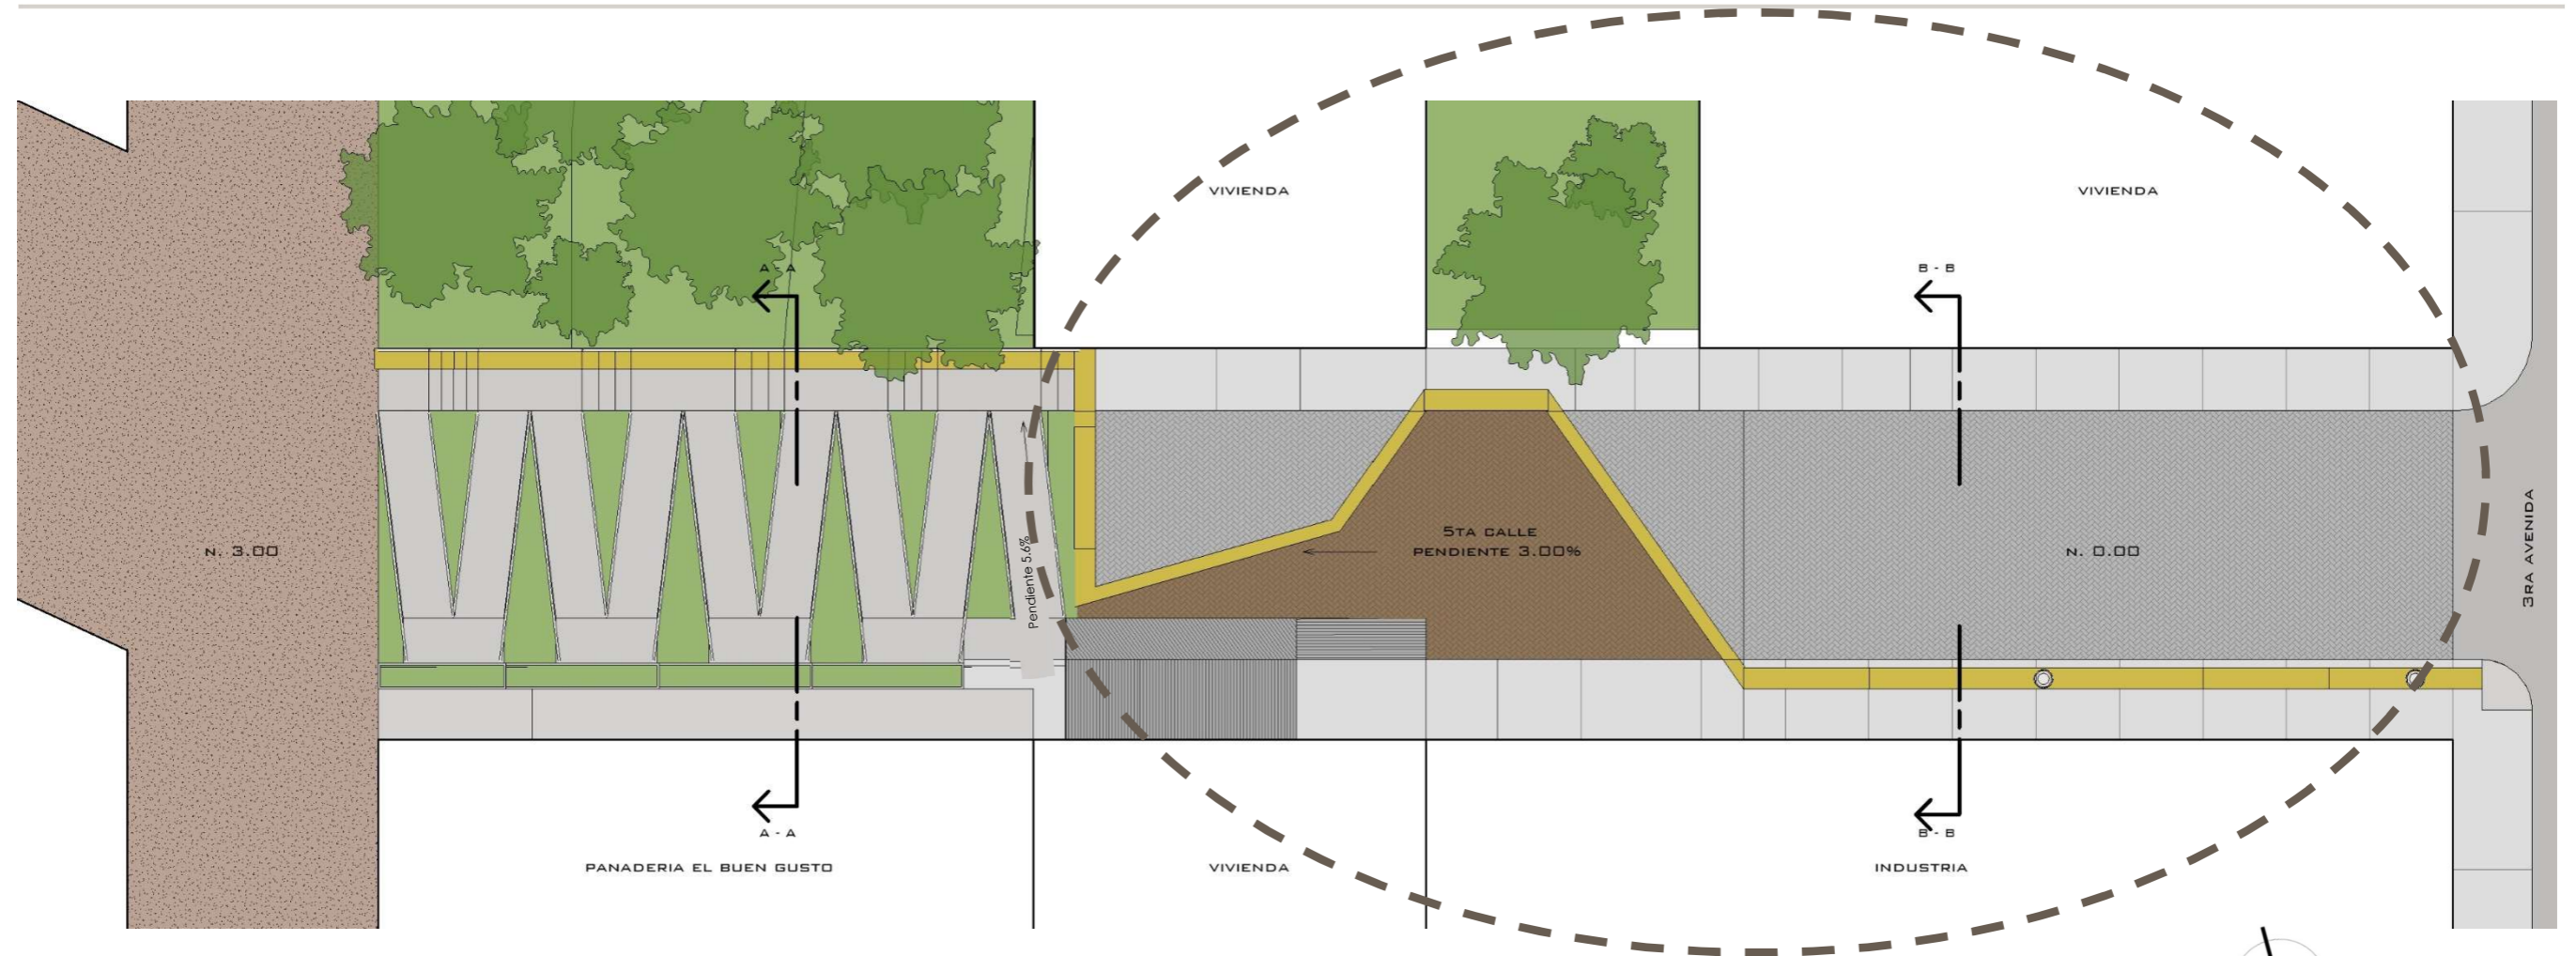 VIVIENDA
VIVIENDA
A - A
B - B
N. 3.00
Pendiente 5.6%
5TA CALLE
PENDIENTE 3.00%
N. 0.00
3RA AVENIDA
A - A
B - B
PANADERIA EL BUEN GUSTO
VIVIENDA
INDUSTRIA